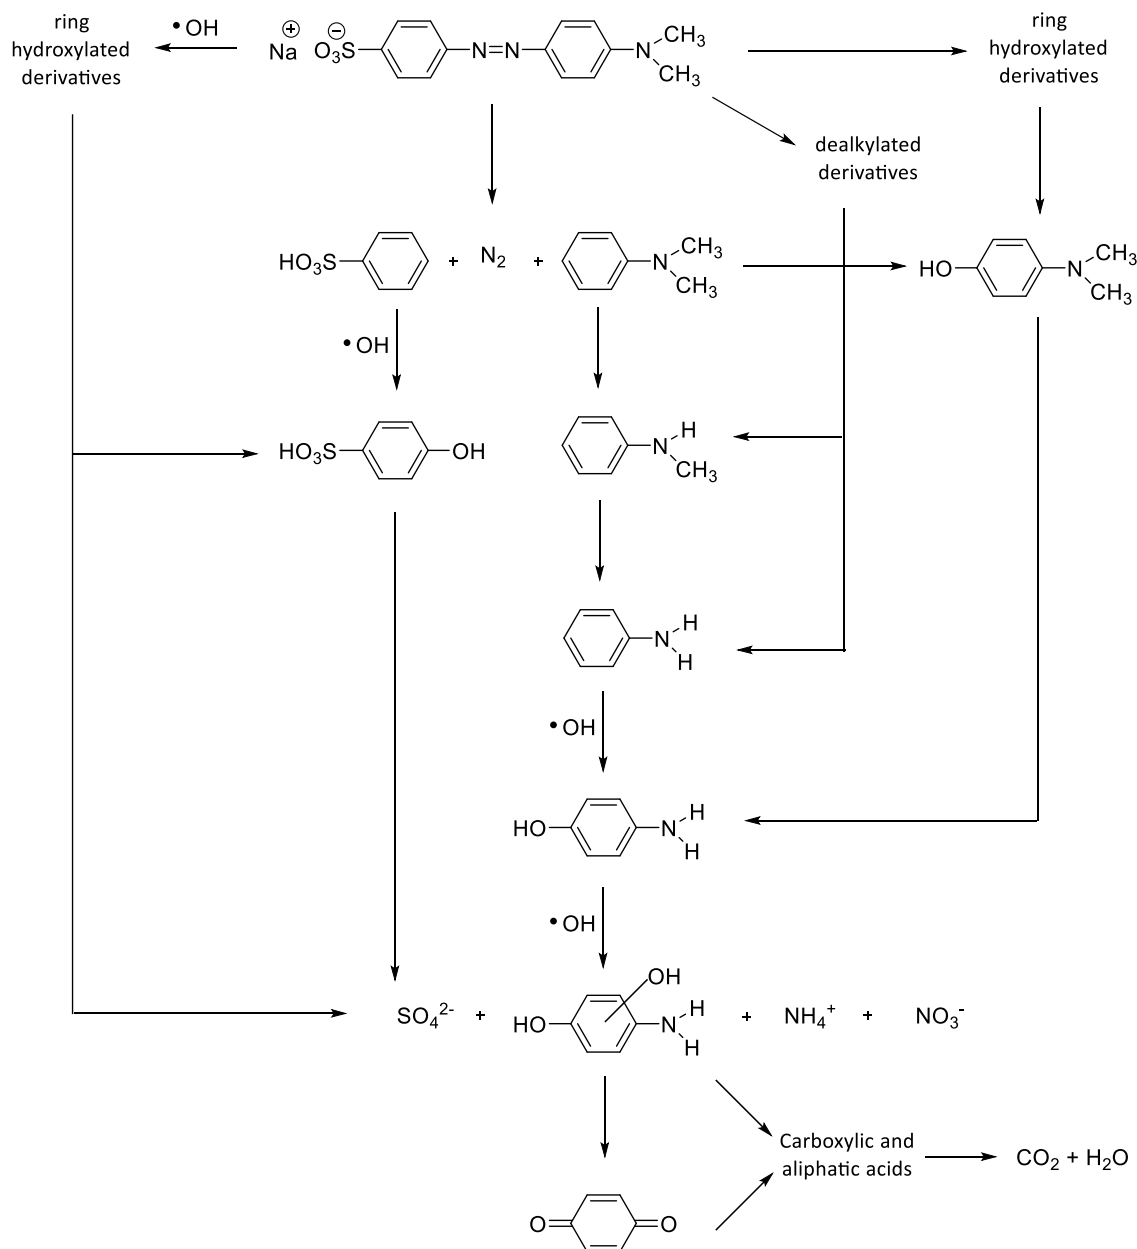 ring
hydroxylated
derivatives
•OH
Na ⊕ ⊖ O₃S N=N N CH₃
CH₃
ring
hydroxylated
derivatives
dealkylated
derivatives
HO₃S + N₂ + N CH₃
CH₃
HO N CH₃
CH₃
•OH
HO₃S OH
N H
CH₃
N H
H
•OH
HO N H
H
•OH
OH
SO₄²⁻ + HO N H
H + NH₄⁺ + NO₃⁻
Carboxylic and
aliphatic acids
CO₂ + H₂O
O O